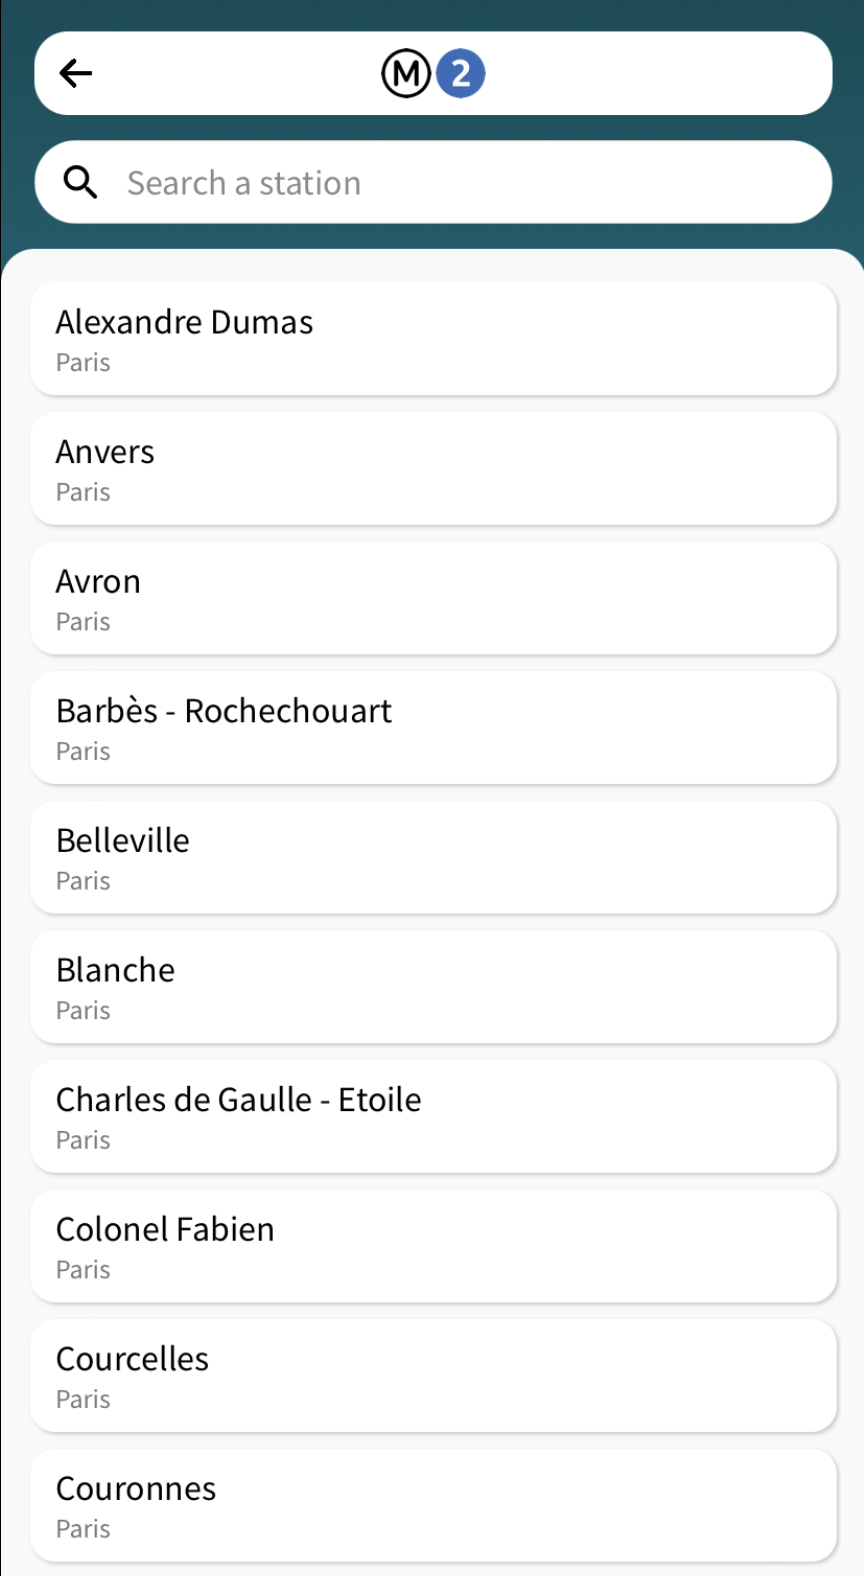 M 2
Search a station
Alexandre Dumas
Paris
Anvers
Paris
Avron
Paris
Barbès - Rochechouart
Paris
Belleville
Paris
Blanche
Paris
Charles de Gaulle - Etoile
Paris
Colonel Fabien
Paris
Courcelles
Paris
Couronnes
Paris